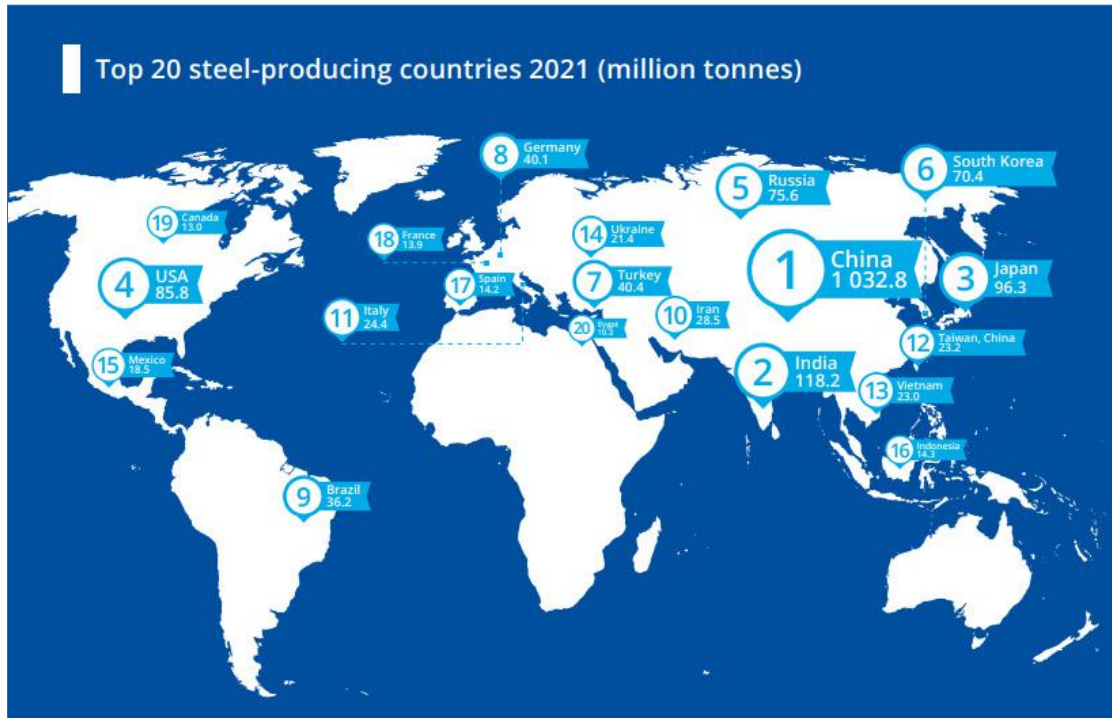 Top 20 steel-producing countries 2021 (million tonnes)
8
Germany
40.1
6
South Korea
70.4
5
Russia
75.6
19
Canada
13.0
18
France
13.9
14
Ukraine
21.4
1
China
1 032.8
3
Japan
96.3
4
USA
85.8
17
Spain
14.2
7
Turkey
40.4
11
Italy
24.4
10
Iran
28.5
20
Egypt
10.3
12
Taiwan, China
23.2
15
Mexico
18.5
2
India
118.2
13
Vietnam
23.0
16
Indonesia
14.3
9
Brazil
36.2